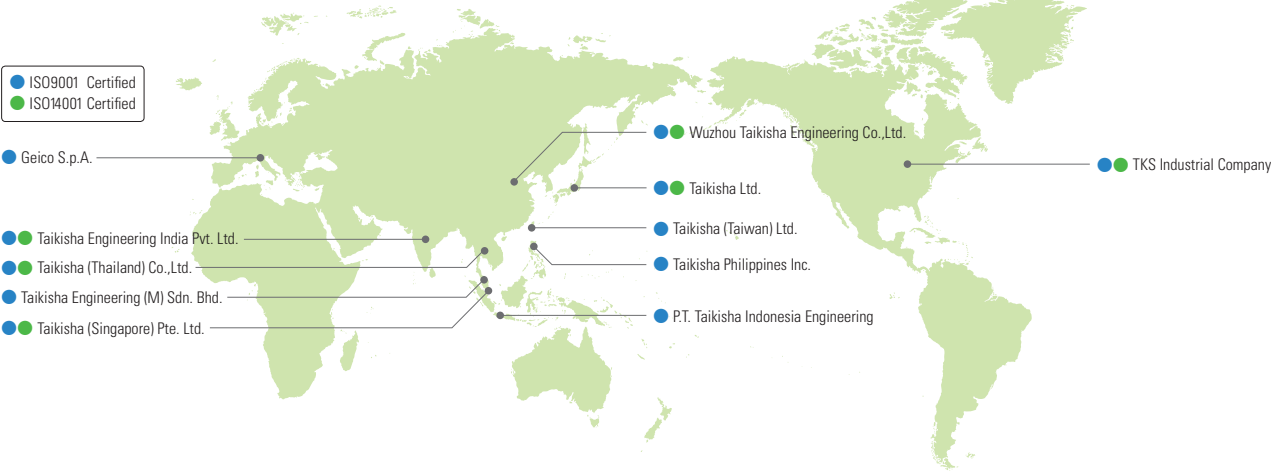 ISO9001 Certified
ISO14001 Certified
Geico S.p.A.
Taikisha Engineering India Pvt. Ltd.
Taikisha (Thailand) Co.,Ltd.
Taikisha Engineering (M) Sdn. Bhd.
Taikisha (Singapore) Pte. Ltd.
Wuzhou Taikisha Engineering Co.,Ltd.
Taikisha Ltd.
Taikisha (Taiwan) Ltd.
Taikisha Philippines Inc.
P.T. Taikisha Indonesia Engineering
TKS Industrial Company